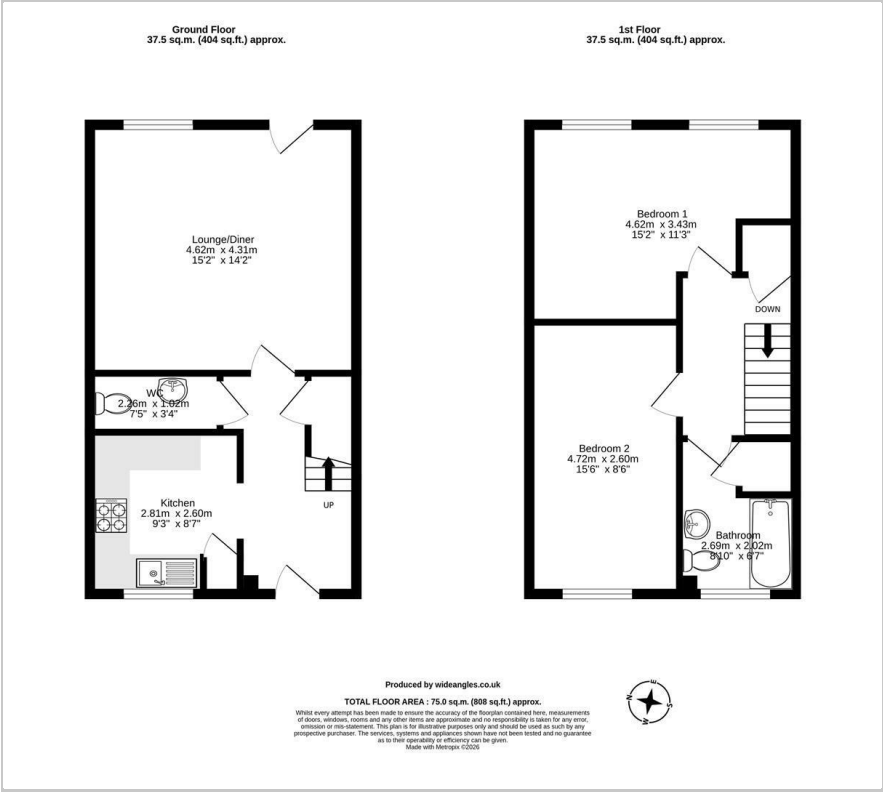 Ground Floor
37.5 sq.m. (404 sq.ft.) approx.
1st Floor
37.5 sq.m. (404 sq.ft.) approx.
Lounge/Diner
4.62m x 4.31m
15'2" x 14'2"
WC
2.26m x 1.02m
7'5" x 3'4"
Kitchen
2.81m x 2.60m
9'3" x 8'7"
UP
Bedroom 1
4.62m x 3.43m
15'2" x 11'3"
DOWN
Bedroom 2
4.72m x 2.60m
15'6" x 8'6"
Bathroom
2.69m x 2.02m
8'10" x 6'7"
Produced by wideangles.co.uk
TOTAL FLOOR AREA : 75.0 sq.m. (808 sq.ft.) approx.
Whilst every attempt has been made to ensure the accuracy of the floorplan contained here, measurements
of doors, windows, rooms and any other items are approximate and no responsibility is taken for any error,
omission or mis-statement. This plan is for illustrative purposes only and should be used as such by any
prospective purchaser. The services, systems and appliances shown have not been tested and no guarantee
as to their operability or efficiency can be given.
Made with Metropix ©2026
N
E
S
W